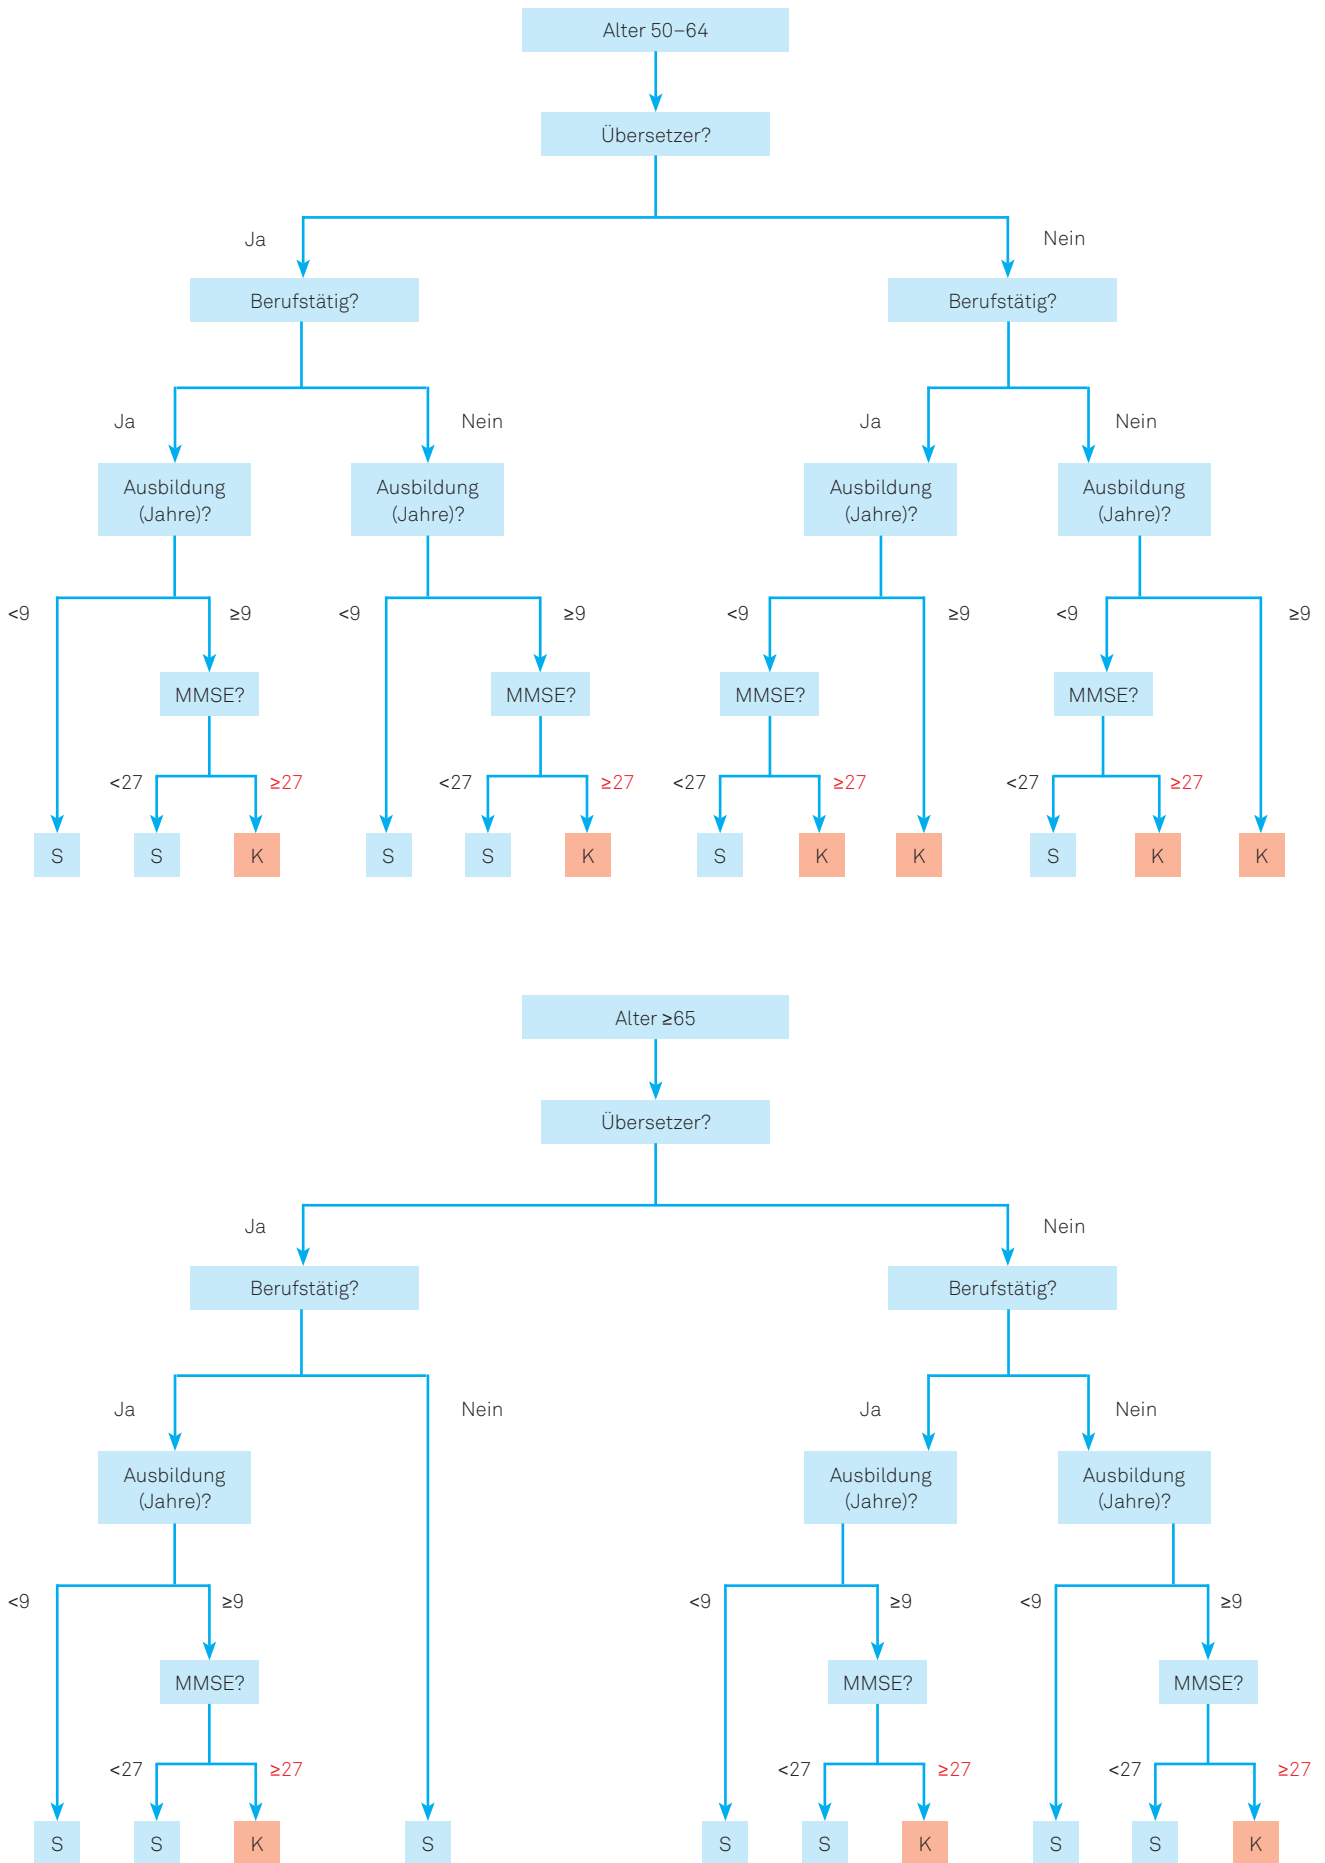 Alter 50–64
Übersetzer?
Ja
Nein
Berufstätig?
Berufstätig?
Ja
Nein
Ja
Nein
Ausbildung
(Jahre)?
Ausbildung
(Jahre)?
Ausbildung
(Jahre)?
Ausbildung
(Jahre)?
<9
≥9
<9
≥9
<9
≥9
<9
≥9
MMSE?
MMSE?
MMSE?
MMSE?
<27
≥27
<27
≥27
<27
≥27
<27
≥27
S
S
K
S
S
K
S
K
K
S
K
K
Alter ≥65
Übersetzer?
Ja
Nein
Berufstätig?
Berufstätig?
Ja
Nein
Ja
Nein
Ausbildung
(Jahre)?
Ausbildung
(Jahre)?
Ausbildung
(Jahre)?
<9
≥9
<9
≥9
<9
≥9
MMSE?
MMSE?
MMSE?
<27
≥27
<27
≥27
<27
≥27
S
S
K
S
S
S
K
S
S
K